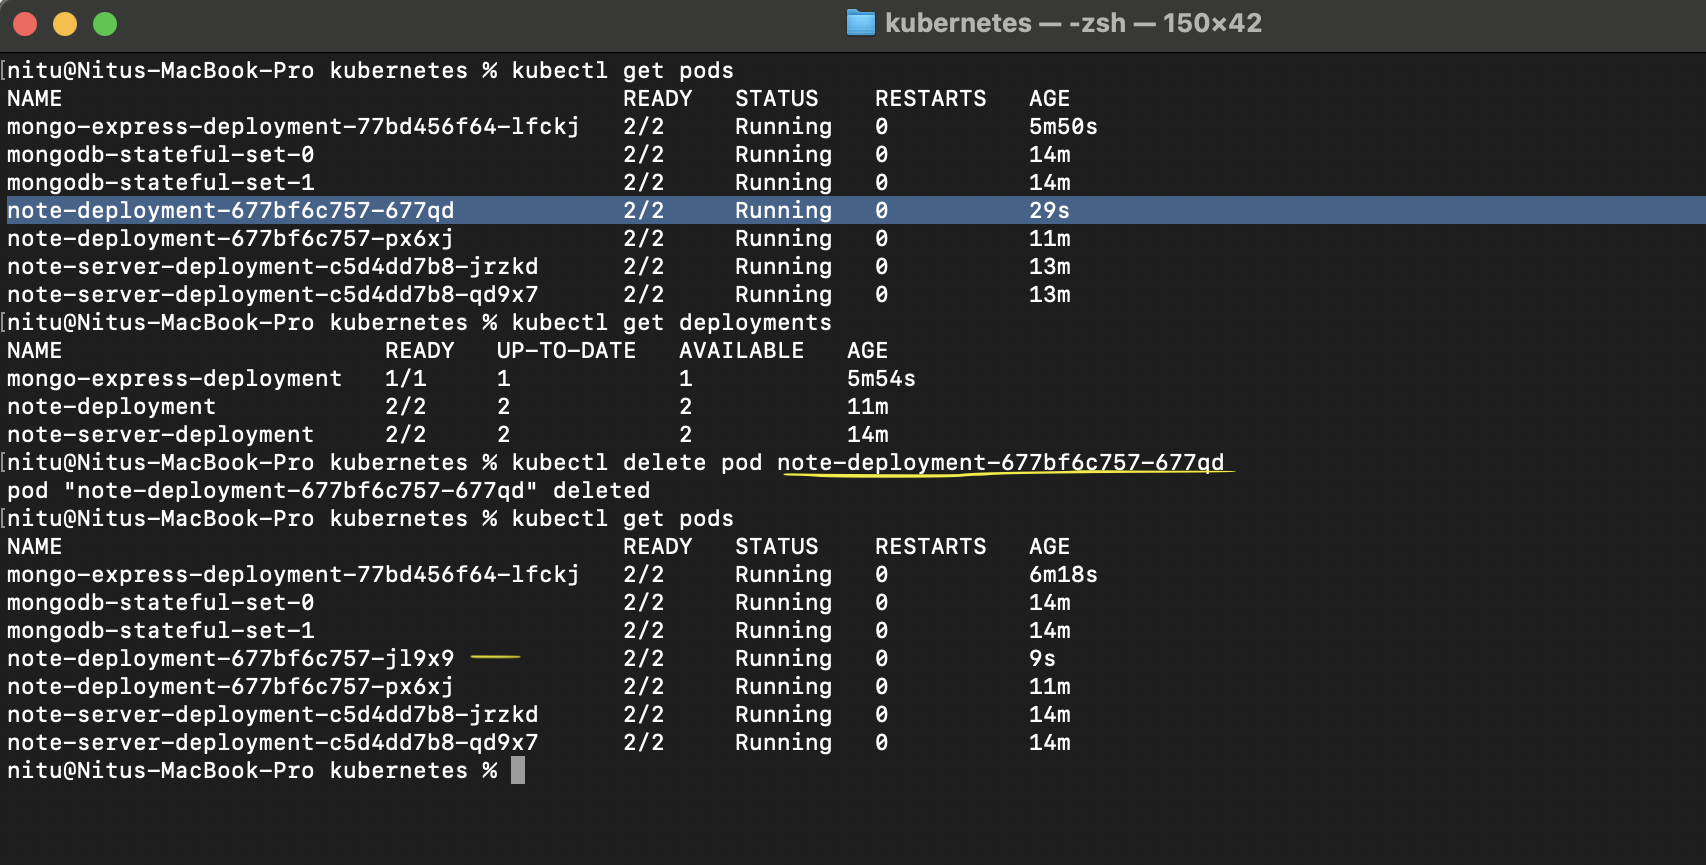 kubernetes — -zsh — 150×42
nitu@Nitus-MacBook-Pro kubernetes % kubectl get pods
NAME READY STATUS RESTARTS AGE
mongo-express-deployment-77bd456f64-lfckj 2/2 Running 0 5m50s
mongodb-stateful-set-0 2/2 Running 0 14m
mongodb-stateful-set-1 2/2 Running 0 14m
note-deployment-677bf6c757-677qd 2/2 Running 0 29s
note-deployment-677bf6c757-px6xj 2/2 Running 0 11m
note-server-deployment-c5d4dd7b8-jrzkd 2/2 Running 0 13m
note-server-deployment-c5d4dd7b8-qd9x7 2/2 Running 0 13m
nitu@Nitus-MacBook-Pro kubernetes % kubectl get deployments
NAME READY UP-TO-DATE AVAILABLE AGE
mongo-express-deployment 1/1 1 1 5m54s
note-deployment 2/2 2 2 11m
note-server-deployment 2/2 2 2 14m
nitu@Nitus-MacBook-Pro kubernetes % kubectl delete pod note-deployment-677bf6c757-677qd
pod "note-deployment-677bf6c757-677qd" deleted
nitu@Nitus-MacBook-Pro kubernetes % kubectl get pods
NAME READY STATUS RESTARTS AGE
mongo-express-deployment-77bd456f64-lfckj 2/2 Running 0 6m18s
mongodb-stateful-set-0 2/2 Running 0 14m
mongodb-stateful-set-1 2/2 Running 0 14m
note-deployment-677bf6c757-jl9x9 2/2 Running 0 9s
note-deployment-677bf6c757-px6xj 2/2 Running 0 11m
note-server-deployment-c5d4dd7b8-jrzkd 2/2 Running 0 14m
note-server-deployment-c5d4dd7b8-qd9x7 2/2 Running 0 14m
nitu@Nitus-MacBook-Pro kubernetes %